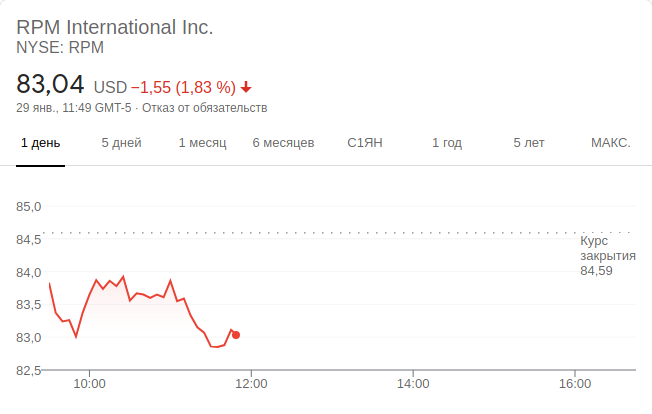 RPM International Inc.
NYSE: RPM
83,04 USD −1,55 (1,83 %)
29 янв., 11:49 GMT-5 · Отказ от обязательств
1 день 5 дней 1 месяц 6 месяцев С1ЯН 1 год 5 лет МАКС.
85,0
84,5
Курс
закрытия
84,59
84,0
83,5
83,0
82,5
10:00 12:00 14:00 16:00